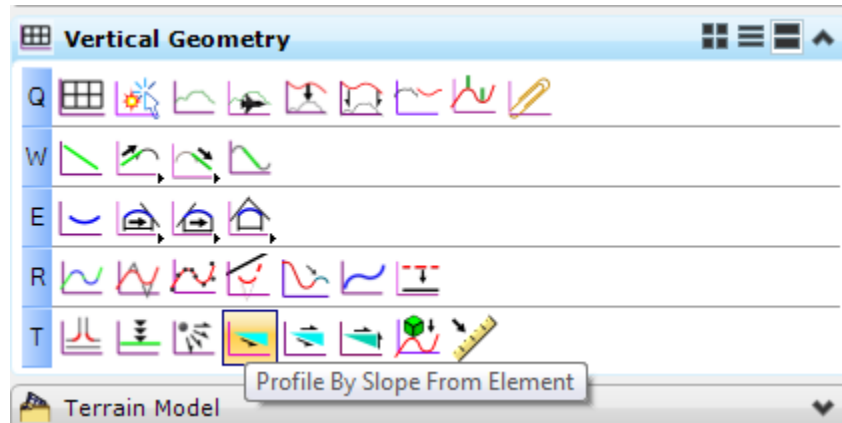 Vertical Geometry
Q
W
E
R
T
Profile By Slope From Element
Terrain Model